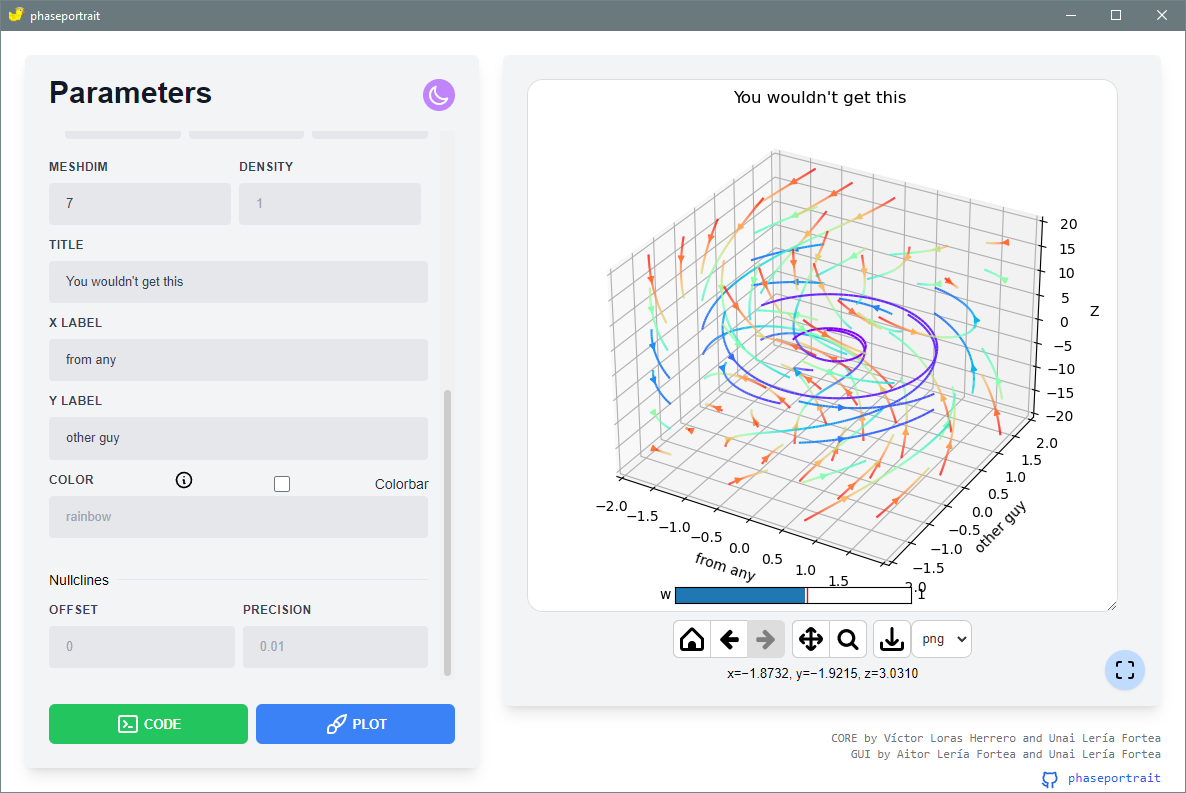 phaseportrait
Parameters
MESHDIM DENSITY
7 1
TITLE
You wouldn't get this
X LABEL
from any
Y LABEL
other guy
COLOR Colorbar
rainbow
Nullclines
OFFSET PRECISION
0 0.01
CODE PLOT
You wouldn't get this
20
15
10
5
0
−5
−10
−15
−20
Z
2.0
1.5
1.0
0.5
0.0
−0.5
−1.0
−1.5
2.0
other guy
−2.0
−1.5
−1.0
−0.5
0.0
0.5
1.0
1.5
from any
w 1
png
x=−1.8732, y=−1.9215, z=3.0310
CORE by Víctor Loras Herrero and Unai Lería Fortea
GUI by Aitor Lería Fortea and Unai Lería Fortea
phaseportrait